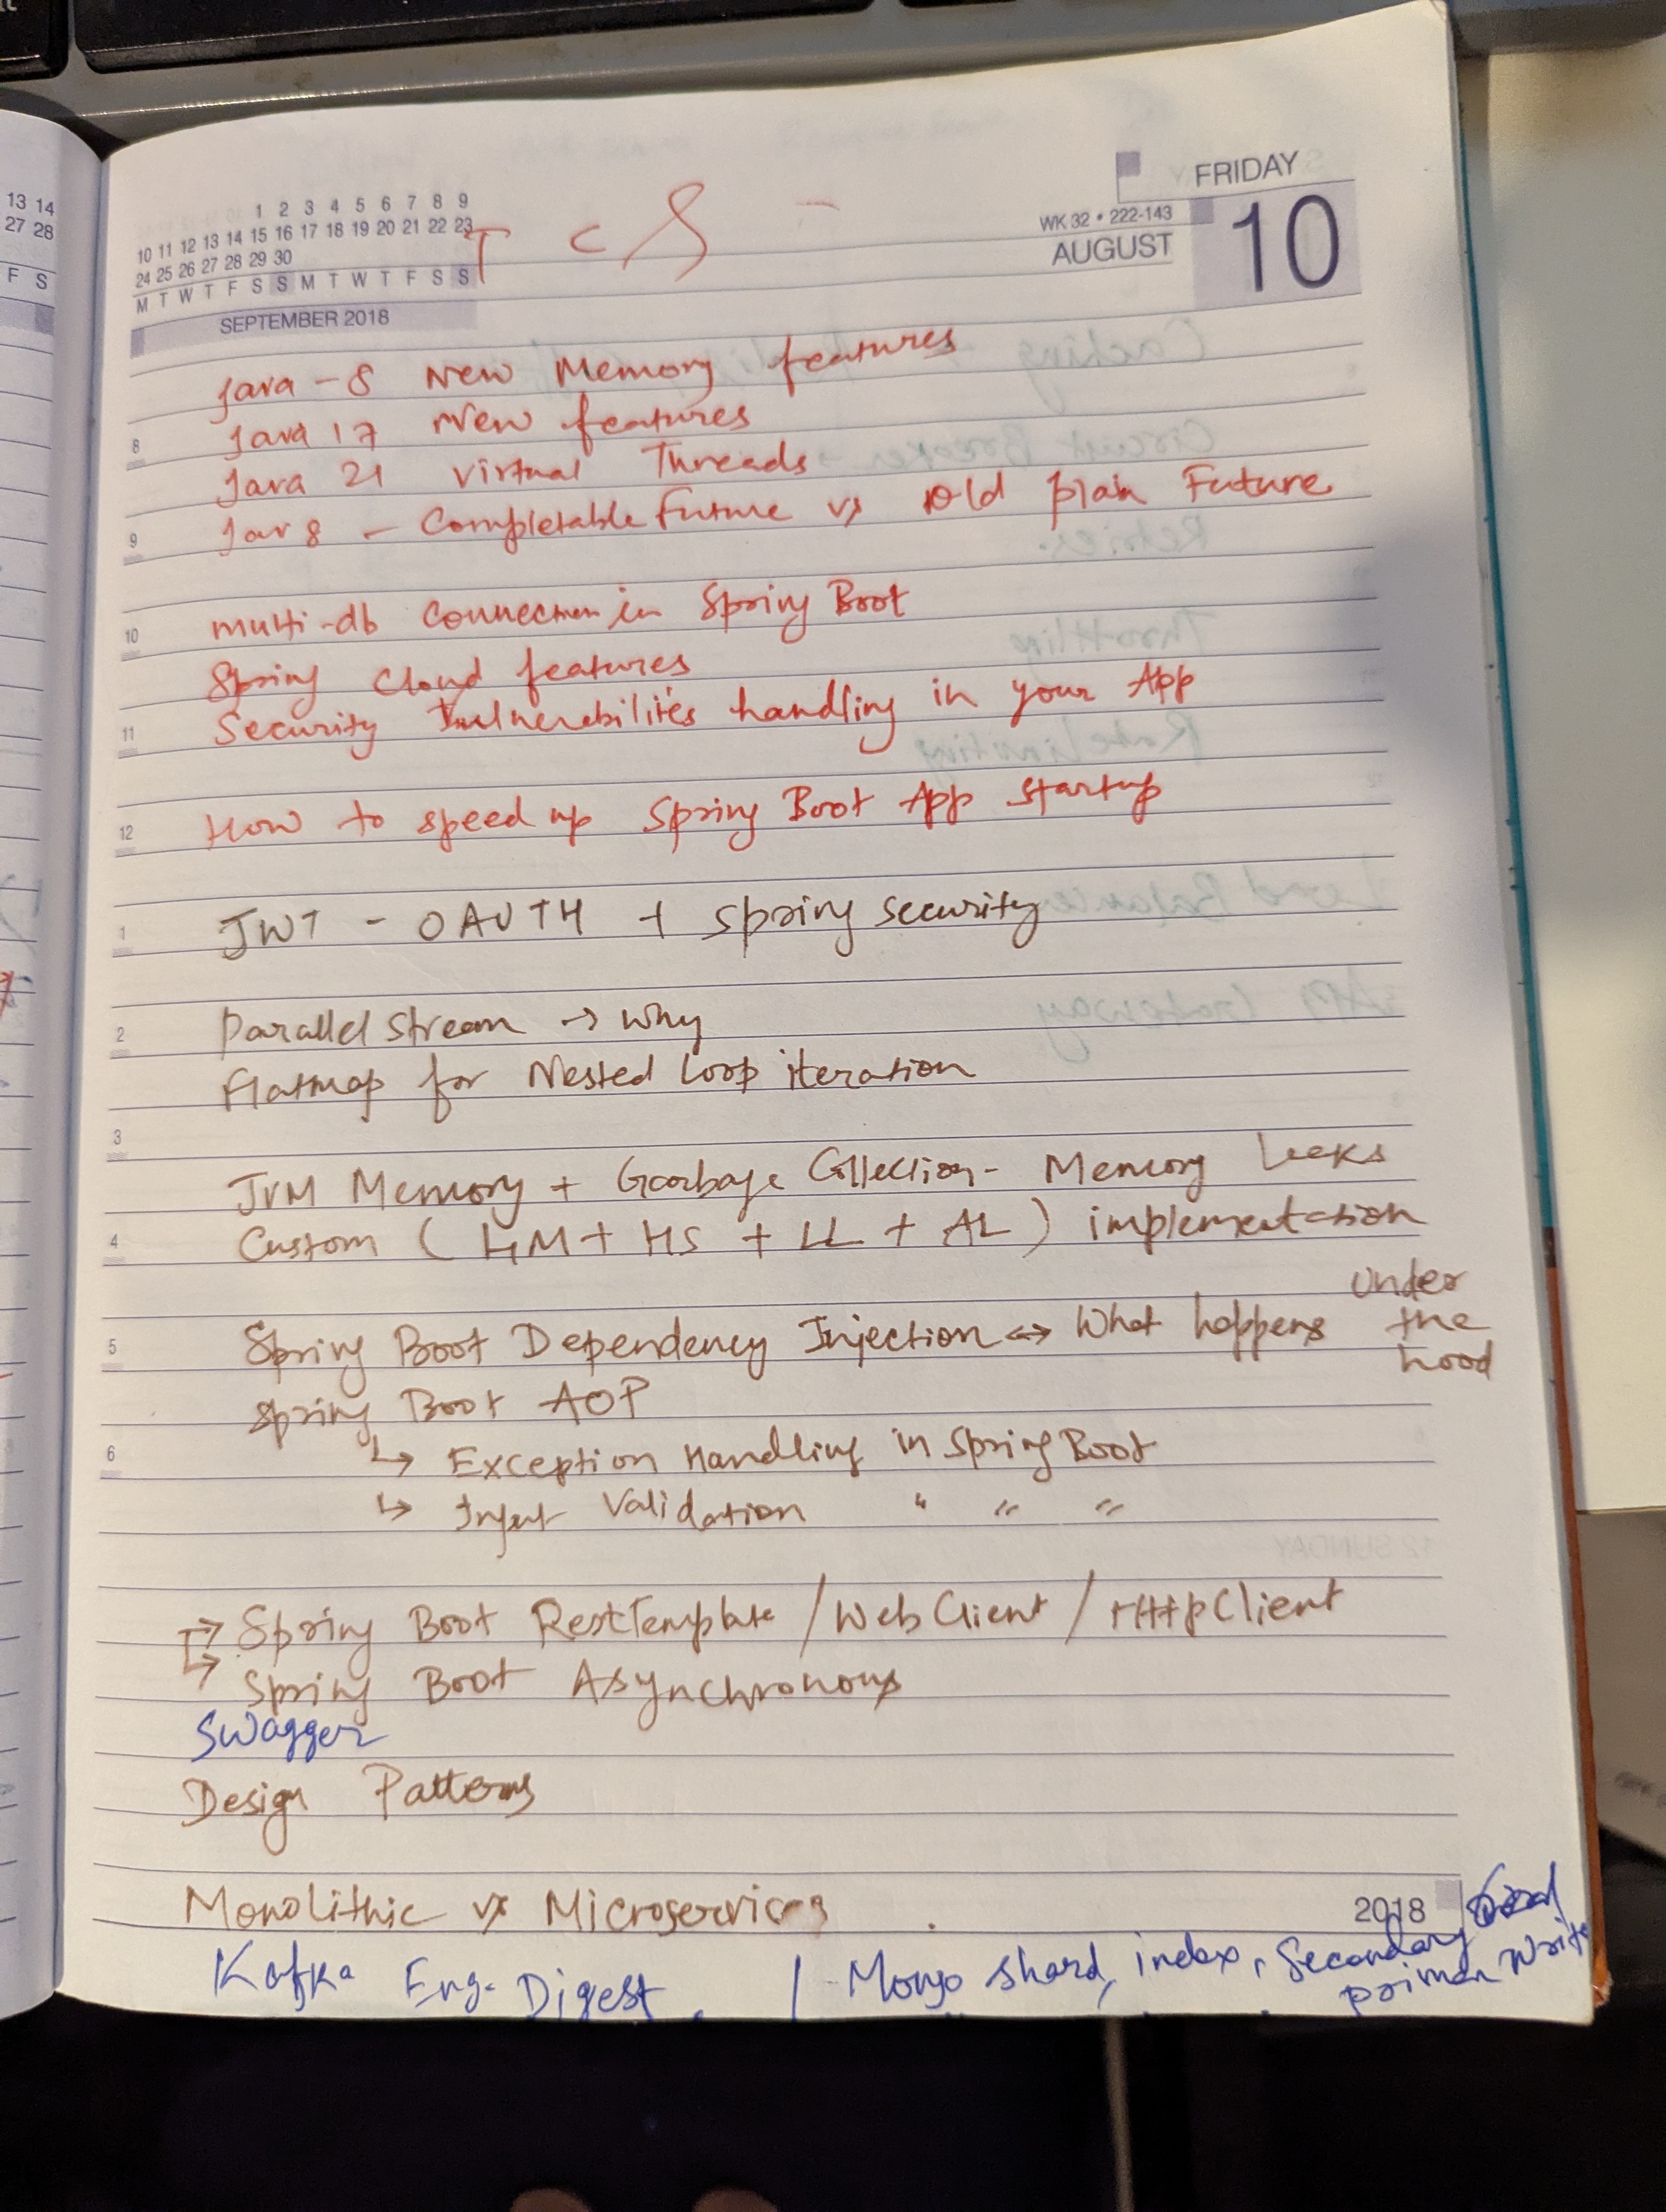 13 14
27 28
F S
1 2 3 4 5 6 7 8 9
10 11 12 13 14 15 16 17 18 19 20 21 22 23
24 25 26 27 28 29 30
M T W T F S S M T W T F S S
SEPTEMBER 2018
T C S
FRIDAY
WK 32 • 222-143
AUGUST
10
Java - 8 New Memory features
8
Java 17 New features
Java 21 Virtual Threads
9
Jav 8 - Completable Future vs Old plain Future
10
multi-db connection in Spring Boot
Spring Cloud features
11
Security Vulnerabilities handling in your App
12
How to speed up Spring Boot App startup
1
JWT - OAUTH + Spring security
2
Parallel Stream → Why
Flatmap for Nested Loop iteration
3
JVM Memory + Garbage Collection - Memory Leaks
4
Custom ( HM + HS + LL + AL ) implementation
5
Spring Boot Dependency Injection ↔ What happens under the hood
Spring Boot AOP
6
↳ Exception Handling in Spring Boot
↳ Input Validation " " "
→ Spring Boot RestTemplate / WebClient / HttpClient
↳ Spring Boot Asynchronous
Swagger
Design Patterns
Monolithic vs Microservices
2018
Kafka Eng. Digest. / Mongo shard, index, Secondary
write